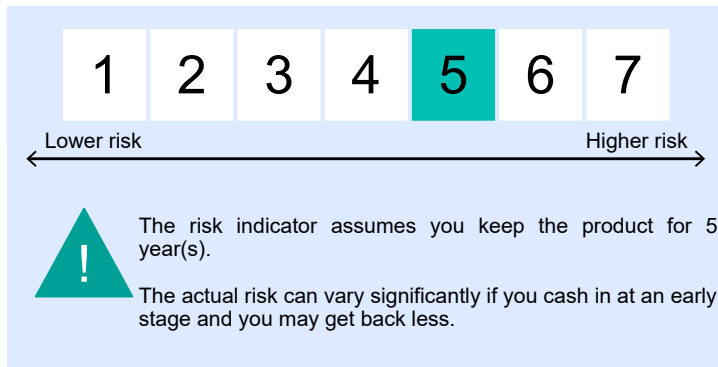 1 2 3 4 5 6 7
Lower risk Higher risk
!
The risk indicator assumes you keep the product for 5
year(s).
The actual risk can vary significantly if you cash in at an early
stage and you may get back less.